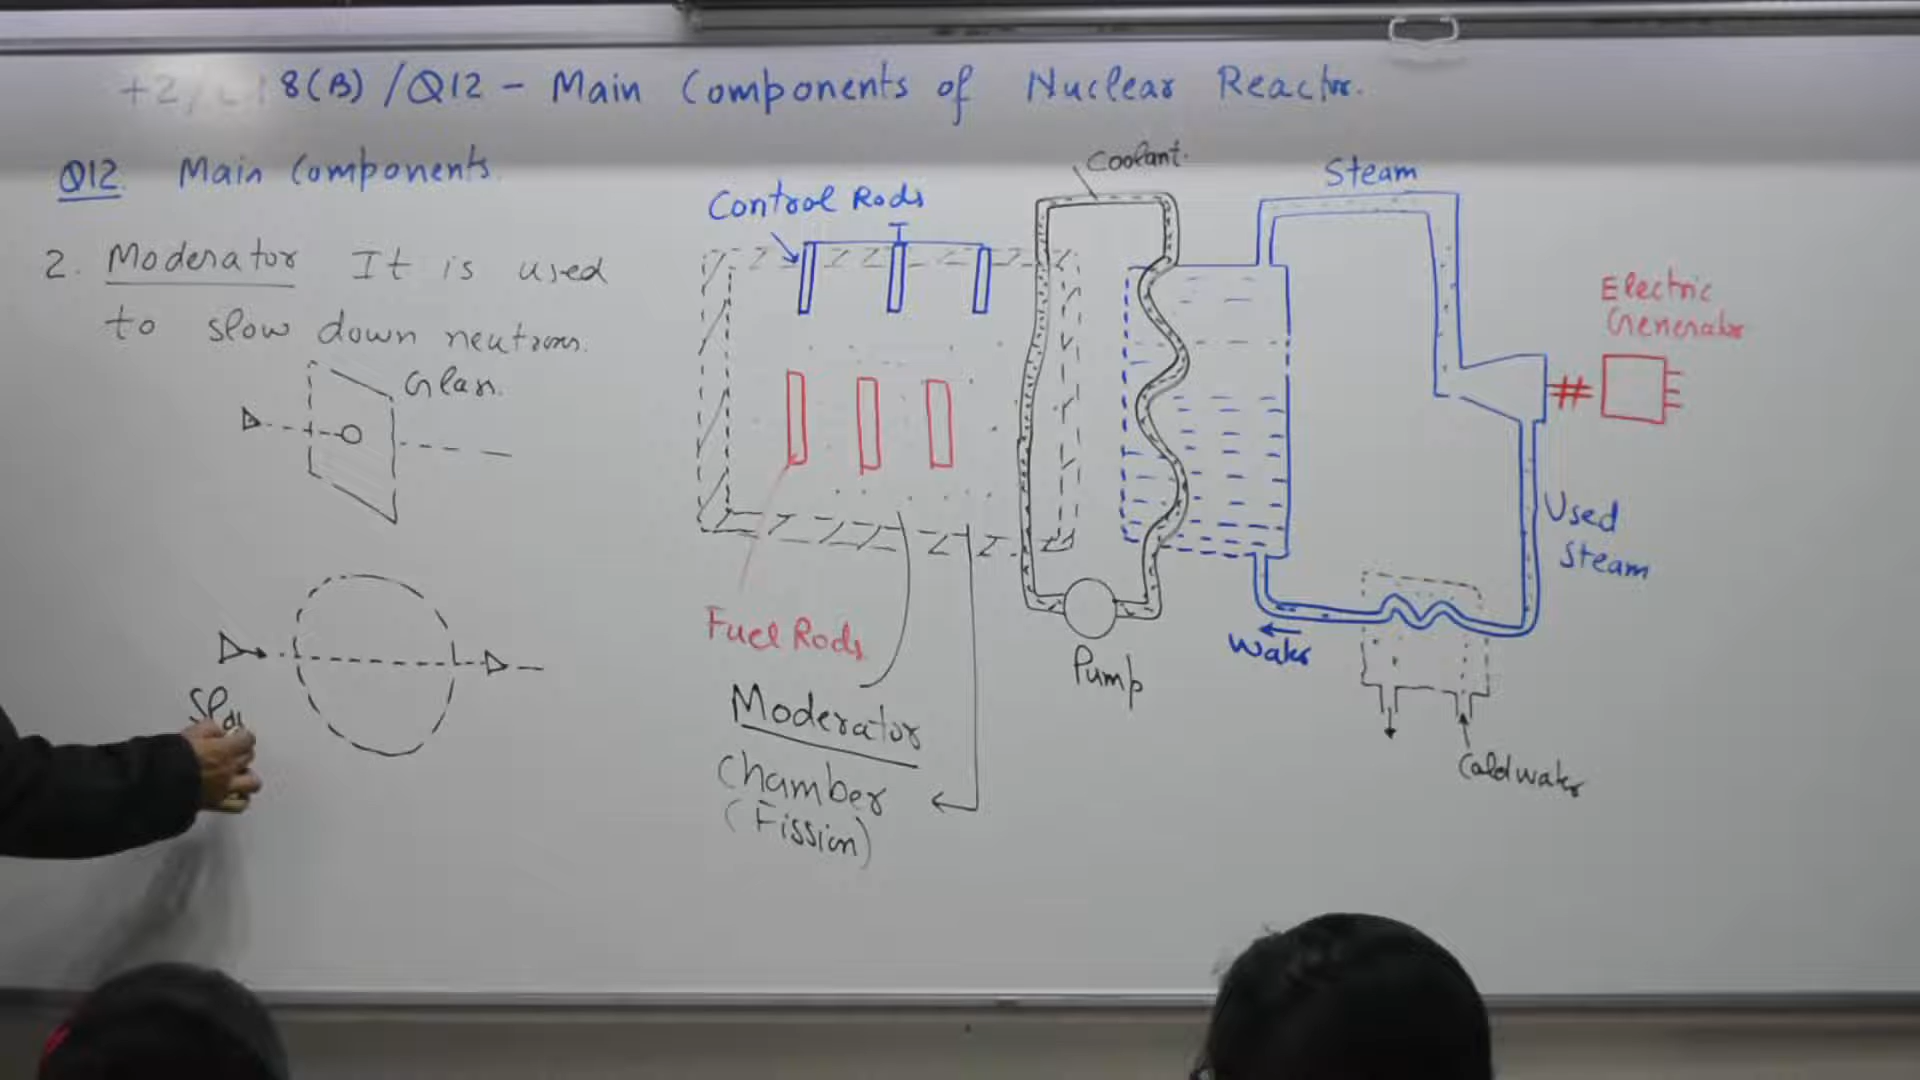 8(B) / Q12 - Main Components of Nuclear Reactor.
Q12. Main Components.
2. Moderator It is used
to slow down neutrons.
Glass.
Control Rods
Coolant.
Steam
Electric
Generator
Used
Steam
Fuel Rods
Moderator
Chamber
(Fission)
Pump
Water
Cold water